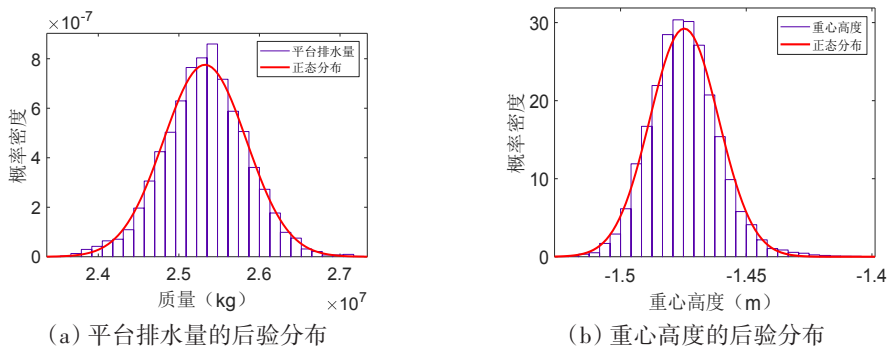 ×10⁻⁷
8
6
4
2
0
概率密度
平台排水量
正态分布
2.4
2.5
2.6
2.7
质量（kg）
×10⁷
(a) 平台排水量的后验分布
30
20
10
0
概率密度
重心高度
正态分布
-1.5
-1.45
-1.4
重心高度（m）
(b) 重心高度的后验分布